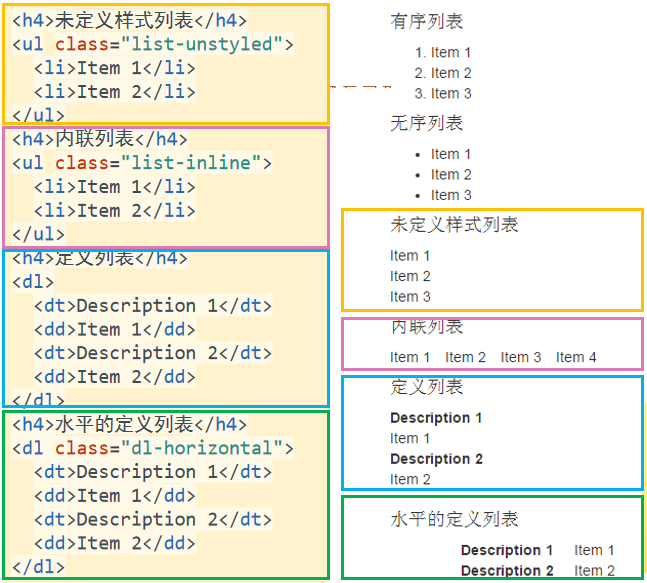 <h4>未定义样式列表</h4>
<ul class="list-unstyled">
<li>Item 1</li>
<li>Item 2</li>
</ul>
<h4>内联列表</h4>
<ul class="list-inline">
<li>Item 1</li>
<li>Item 2</li>
</ul>
<h4>定义列表</h4>
<dl>
<dt>Description 1</dt>
<dd>Item 1</dd>
<dt>Description 2</dt>
<dd>Item 2</dd>
</dl>
<h4>水平的定义列表</h4>
<dl class="dl-horizontal">
<dt>Description 1</dt>
<dd>Item 1</dd>
<dt>Description 2</dt>
<dd>Item 2</dd>
</dl>
有序列表
1. Item 1
2. Item 2
3. Item 3
无序列表
• Item 1
• Item 2
• Item 3
未定义样式列表
Item 1
Item 2
Item 3
内联列表
Item 1 Item 2 Item 3 Item 4
定义列表
Description 1
Item 1
Description 2
Item 2
水平的定义列表
Description 1 Item 1
Description 2 Item 2